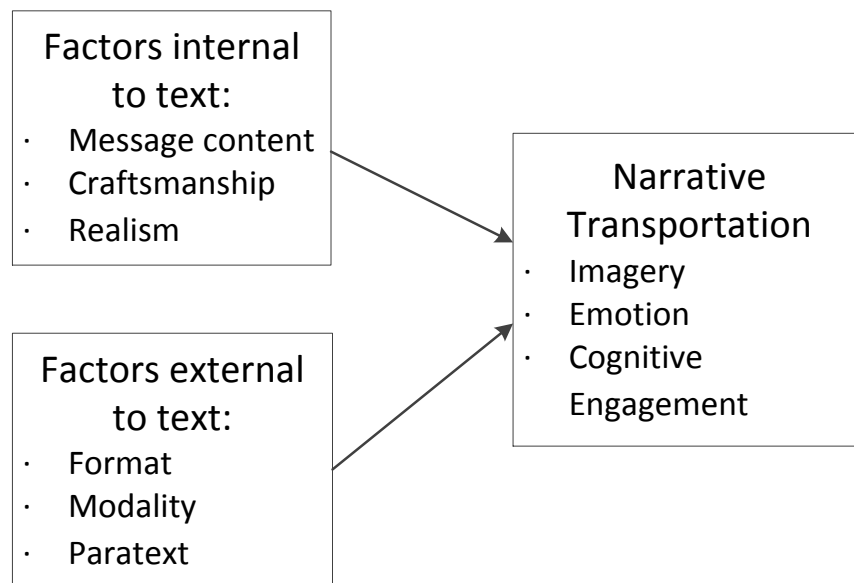 Factors internal
to text:
· Message content
· Craftsmanship
· Realism
Factors external
to text:
· Format
· Modality
· Paratext
Narrative
Transportation
· Imagery
· Emotion
· Cognitive
Engagement